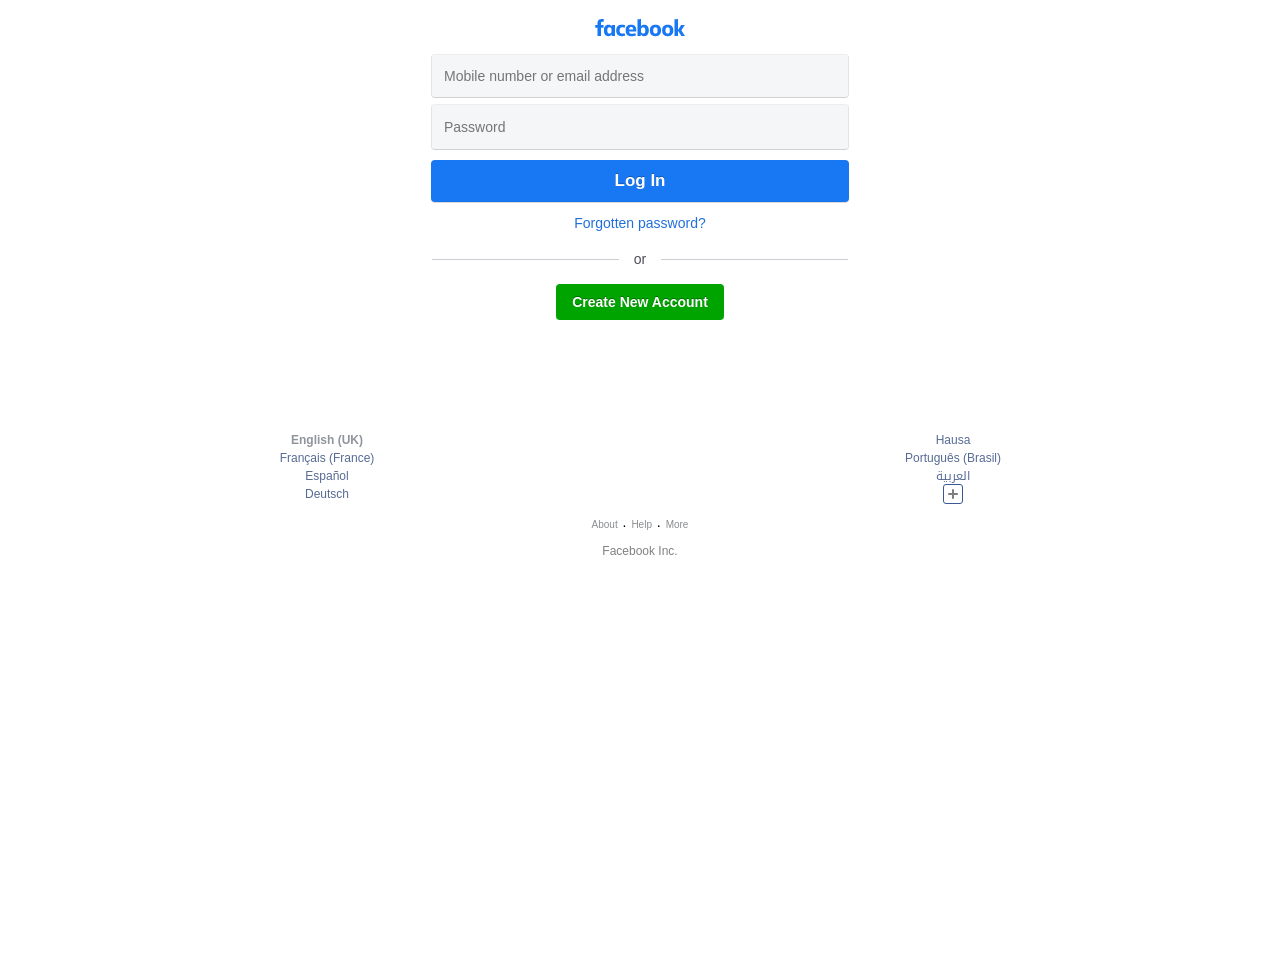 facebook
Mobile number or email address
Password
Log In
Forgotten password?
or
Create New Account
English (UK)
Français (France)
Español
Deutsch
Hausa
Português (Brasil)
العربية
About · Help · More
Facebook Inc.